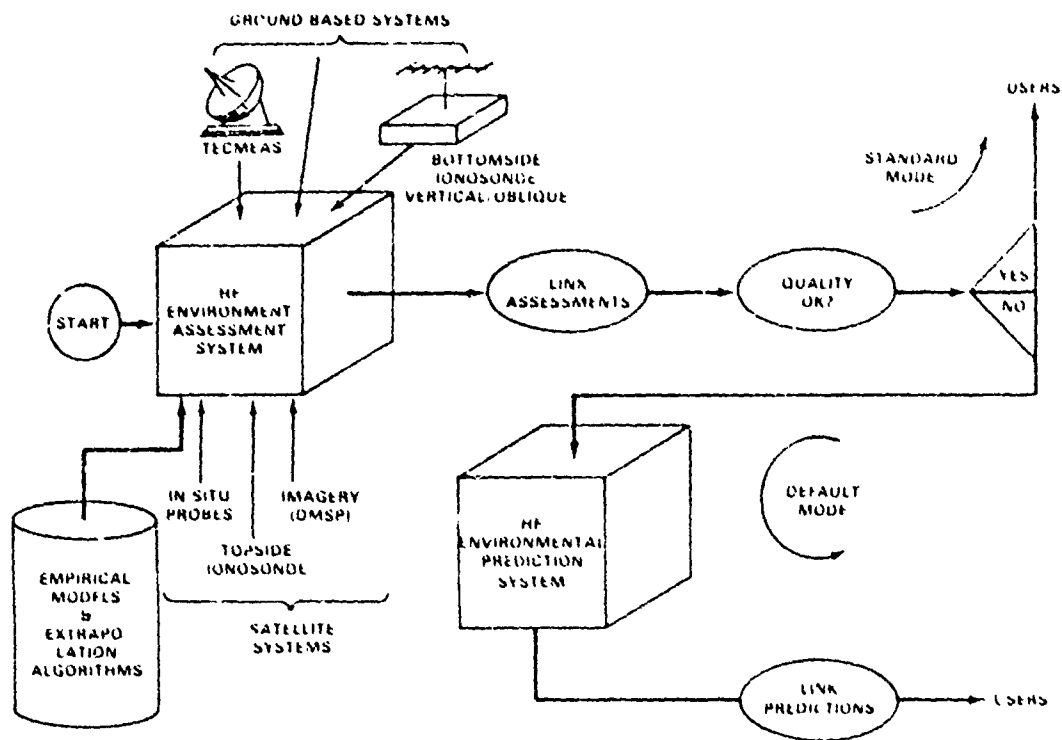 GROUND BASED SYSTEMS
TECMEAS
BOTTOMSIDE
IONOSONDE
VERTICAL/OBLIQUE
USERS
STANDARD
MODE
START
HF
ENVIRONMENT
ASSESSMENT
SYSTEM
LINK
ASSESSMENTS
QUALITY
OK?
YES
NO
IN SITU
PROBES
IMAGERY
(DMSP)
TOPSIDE
IONOSONDE
SATELLITE
SYSTEMS
EMPIRICAL
MODELS
&
EXTRAPO
LATION
ALGORITHMS
HF
ENVIRONMENTAL
PREDICTION
SYSTEM
DEFAULT
MODE
LINK
PREDICTIONS
USERS